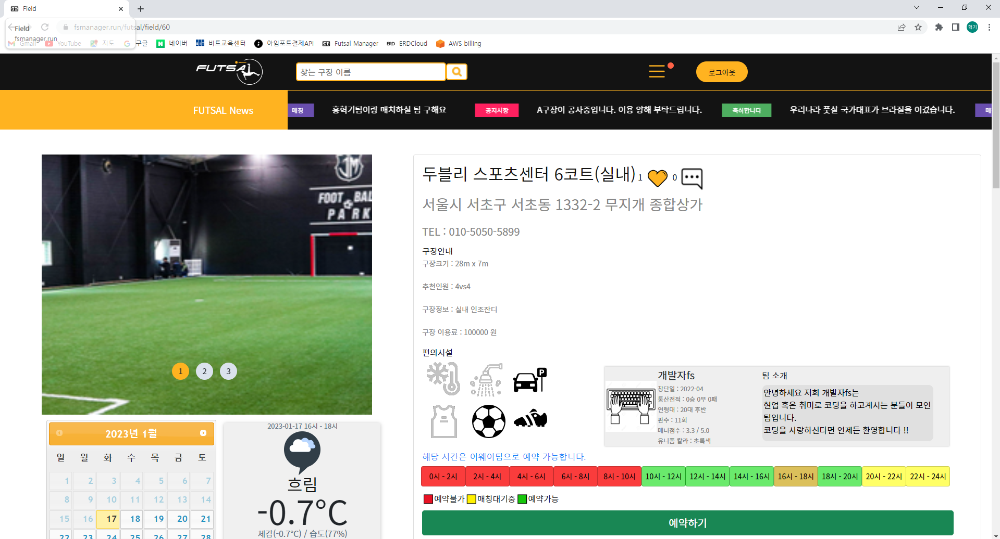 Field
Field
fsmanager.run
fsmanager.run/futsal/field/60
혁기
Gmail
YouTube
지도
구글
네이버
비트교육센터
아임포트결제API
Futsal Manager
ERD
ERDCloud
AWS billing
FUTSAL
찾는 구장 이름
로그아웃
FUTSAL News
매칭
홍혁기팀이랑 매치하실 팀 구해요
공지사항
A구장이 공사중입니다. 이용 양해 부탁드립니다.
축하합니다
우리나라 풋살 국가대표가 브라질을 이겼습니다.
매
JM
FOOT BAL
PARK
1 2 3
두블리 스포츠센터 6코트(실내) 1 0
서울시 서초구 서초동 1332-2 무지개 종합상가
TEL : 010-5050-5899
구장안내
구장크기 : 28m x 7m
추천인원 : 4vs4
구장정보 : 실내 인조잔디
구장 이용료 : 100000 원
편의시설
P
개발자fs
창단일 : 2022-04
통산전적 : 0승 0무 0패
연령대 : 20대 후반
판수 : 11회
매너점수 : 3.3 / 5.0
유니폼 칼라 : 초록색
팀 소개
안녕하세요 저희 개발자fs는
현업 혹은 취미로 코딩을 하고계시는 분들이 모인
팀입니다.
코딩을 사랑하신다면 언제든 환영합니다 !!
해당 시간은 어웨이팀으로 예약 가능합니다.
0시 - 2시 2시 - 4시 4시 - 6시 6시 - 8시 8시 - 10시 10시 - 12시 12시 - 14시 14시 - 16시 16시 - 18시 18시 - 20시 20시 - 22시 22시 - 24시
예약불가 매칭대기중 예약가능
예약하기
2023년 1월
일 월 화 수 목 금 토
1 2 3 4 5 6 7
8 9 10 11 12 13 14
15 16 17 18 19 20 21
22 23 24 25 26 27 28
2023-01-17 16시 - 18시
흐림
-0.7°C
체감(-0.7°C) / 습도(77%)